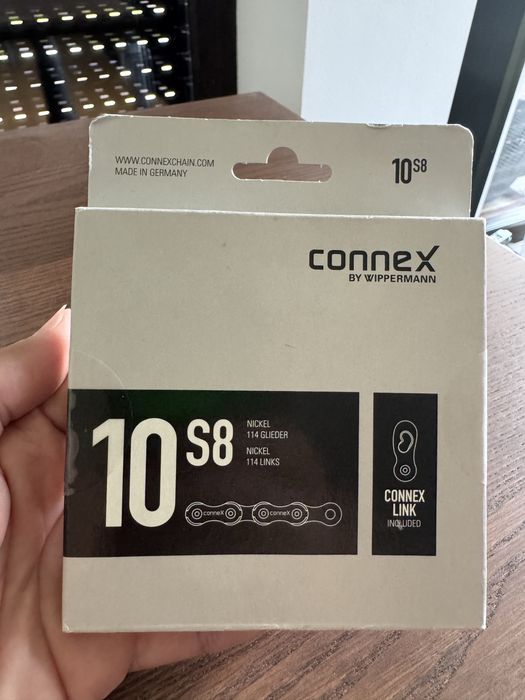 WWW.CONNEXCHAIN.COM
MADE IN GERMANY
10S8
connex
BY WIPPERMANN
10 S8
NICKEL
114 GLIEDER
NICKEL
114 LINKS
connex connex
CONNEX
LINK
INCLUDED